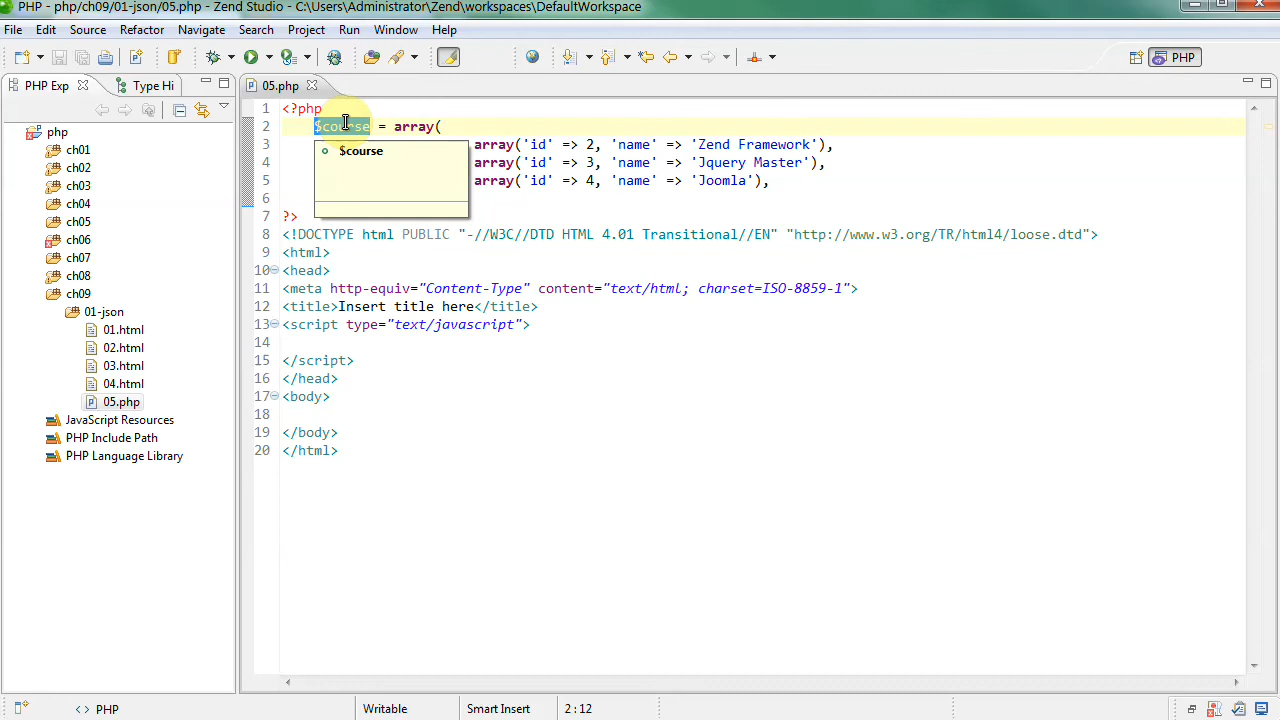 PHP - php/ch09/01-json/05.php - Zend Studio - C:\Users\Administrator\Zend\workspaces\DefaultWorkspace
File Edit Source Refactor Navigate Search Project Run Window Help
PHP
PHP Exp Type Hi
05.php
php
ch01
ch02
ch03
ch04
ch05
ch06
ch07
ch08
ch09
01-json
01.html
02.html
03.html
04.html
05.php
JavaScript Resources
PHP Include Path
PHP Language Library
1 <?php
2 $course = array(
$course
3 array('id' => 2, 'name' => 'Zend Framework'),
4 array('id' => 3, 'name' => 'Jquery Master'),
5 array('id' => 4, 'name' => 'Joomla'),
6
7 ?>
8 <!DOCTYPE html PUBLIC "-//W3C//DTD HTML 4.01 Transitional//EN" "http://www.w3.org/TR/html4/loose.dtd">
9 <html>
10 <head>
11 <meta http-equiv="Content-Type" content="text/html; charset=ISO-8859-1">
12 <title>Insert title here</title>
13 <script type="text/javascript">
14
15 </script>
16 </head>
17 <body>
18
19 </body>
20 </html>
<> PHP Writable Smart Insert 2 : 12